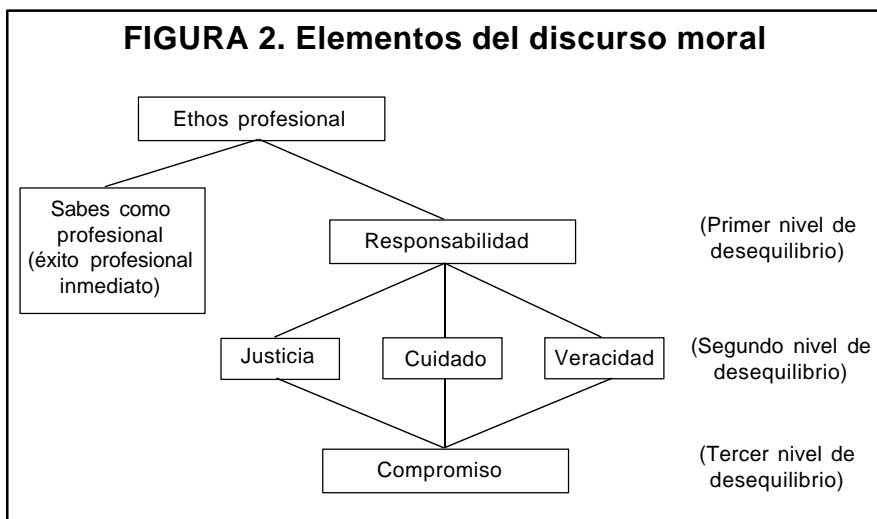 FIGURA 2. Elementos del discurso moral
Ethos profesional
Sabes como
profesional
(éxito profesional
inmediato)
Responsabilidad
(Primer nivel de
desequilibrio)
Justicia
Cuidado
Veracidad
(Segundo nivel de
desequilibrio)
Compromiso
(Tercer nivel de
desequilibrio)